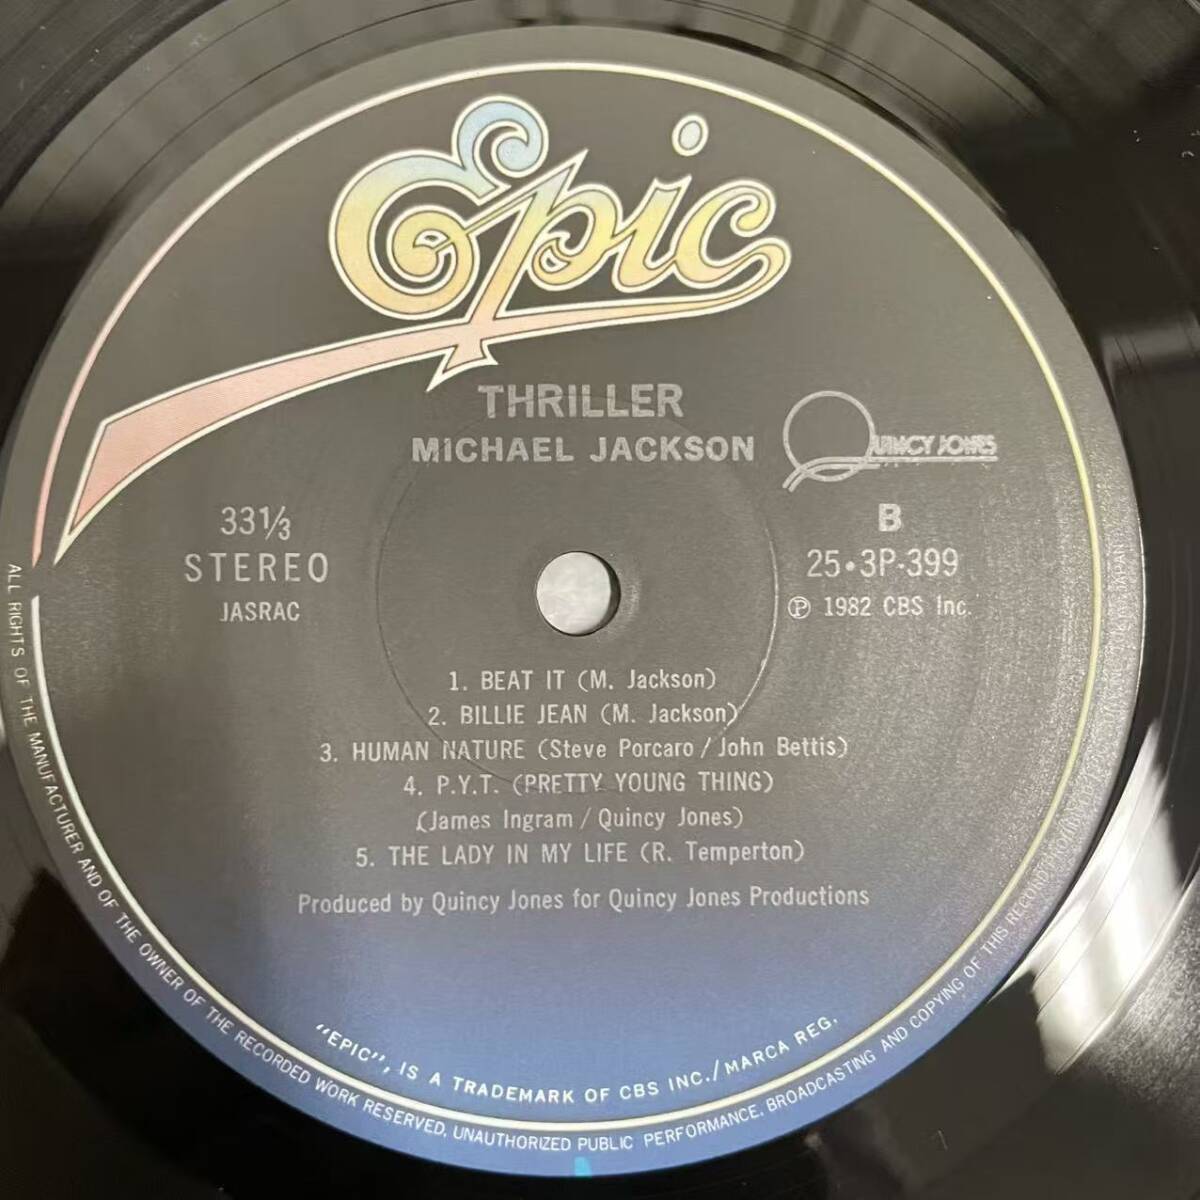 Epic
THRILLER
MICHAEL JACKSON
QUINCY JONES
33⅓
STEREO
JASRAC
B
25・3P-399
Ⓟ 1982 CBS Inc.
1. BEAT IT (M. Jackson)
2. BILLIE JEAN (M. Jackson)
3. HUMAN NATURE (Steve Porcaro / John Bettis)
4. P.Y.T. (PRETTY YOUNG THING)
(James Ingram / Quincy Jones)
5. THE LADY IN MY LIFE (R. Temperton)
Produced by Quincy Jones for Quincy Jones Productions
"EPIC", IS A TRADEMARK OF CBS INC./MARCA REG.
ALL RIGHTS OF THE MANUFACTURER AND OF THE OWNER OF THE RECORDED WORK RESERVED. UNAUTHORIZED PUBLIC PERFORMANCE. BROADCASTING AND COPYING OF THIS RECORD PROHIBITED. JAPAN